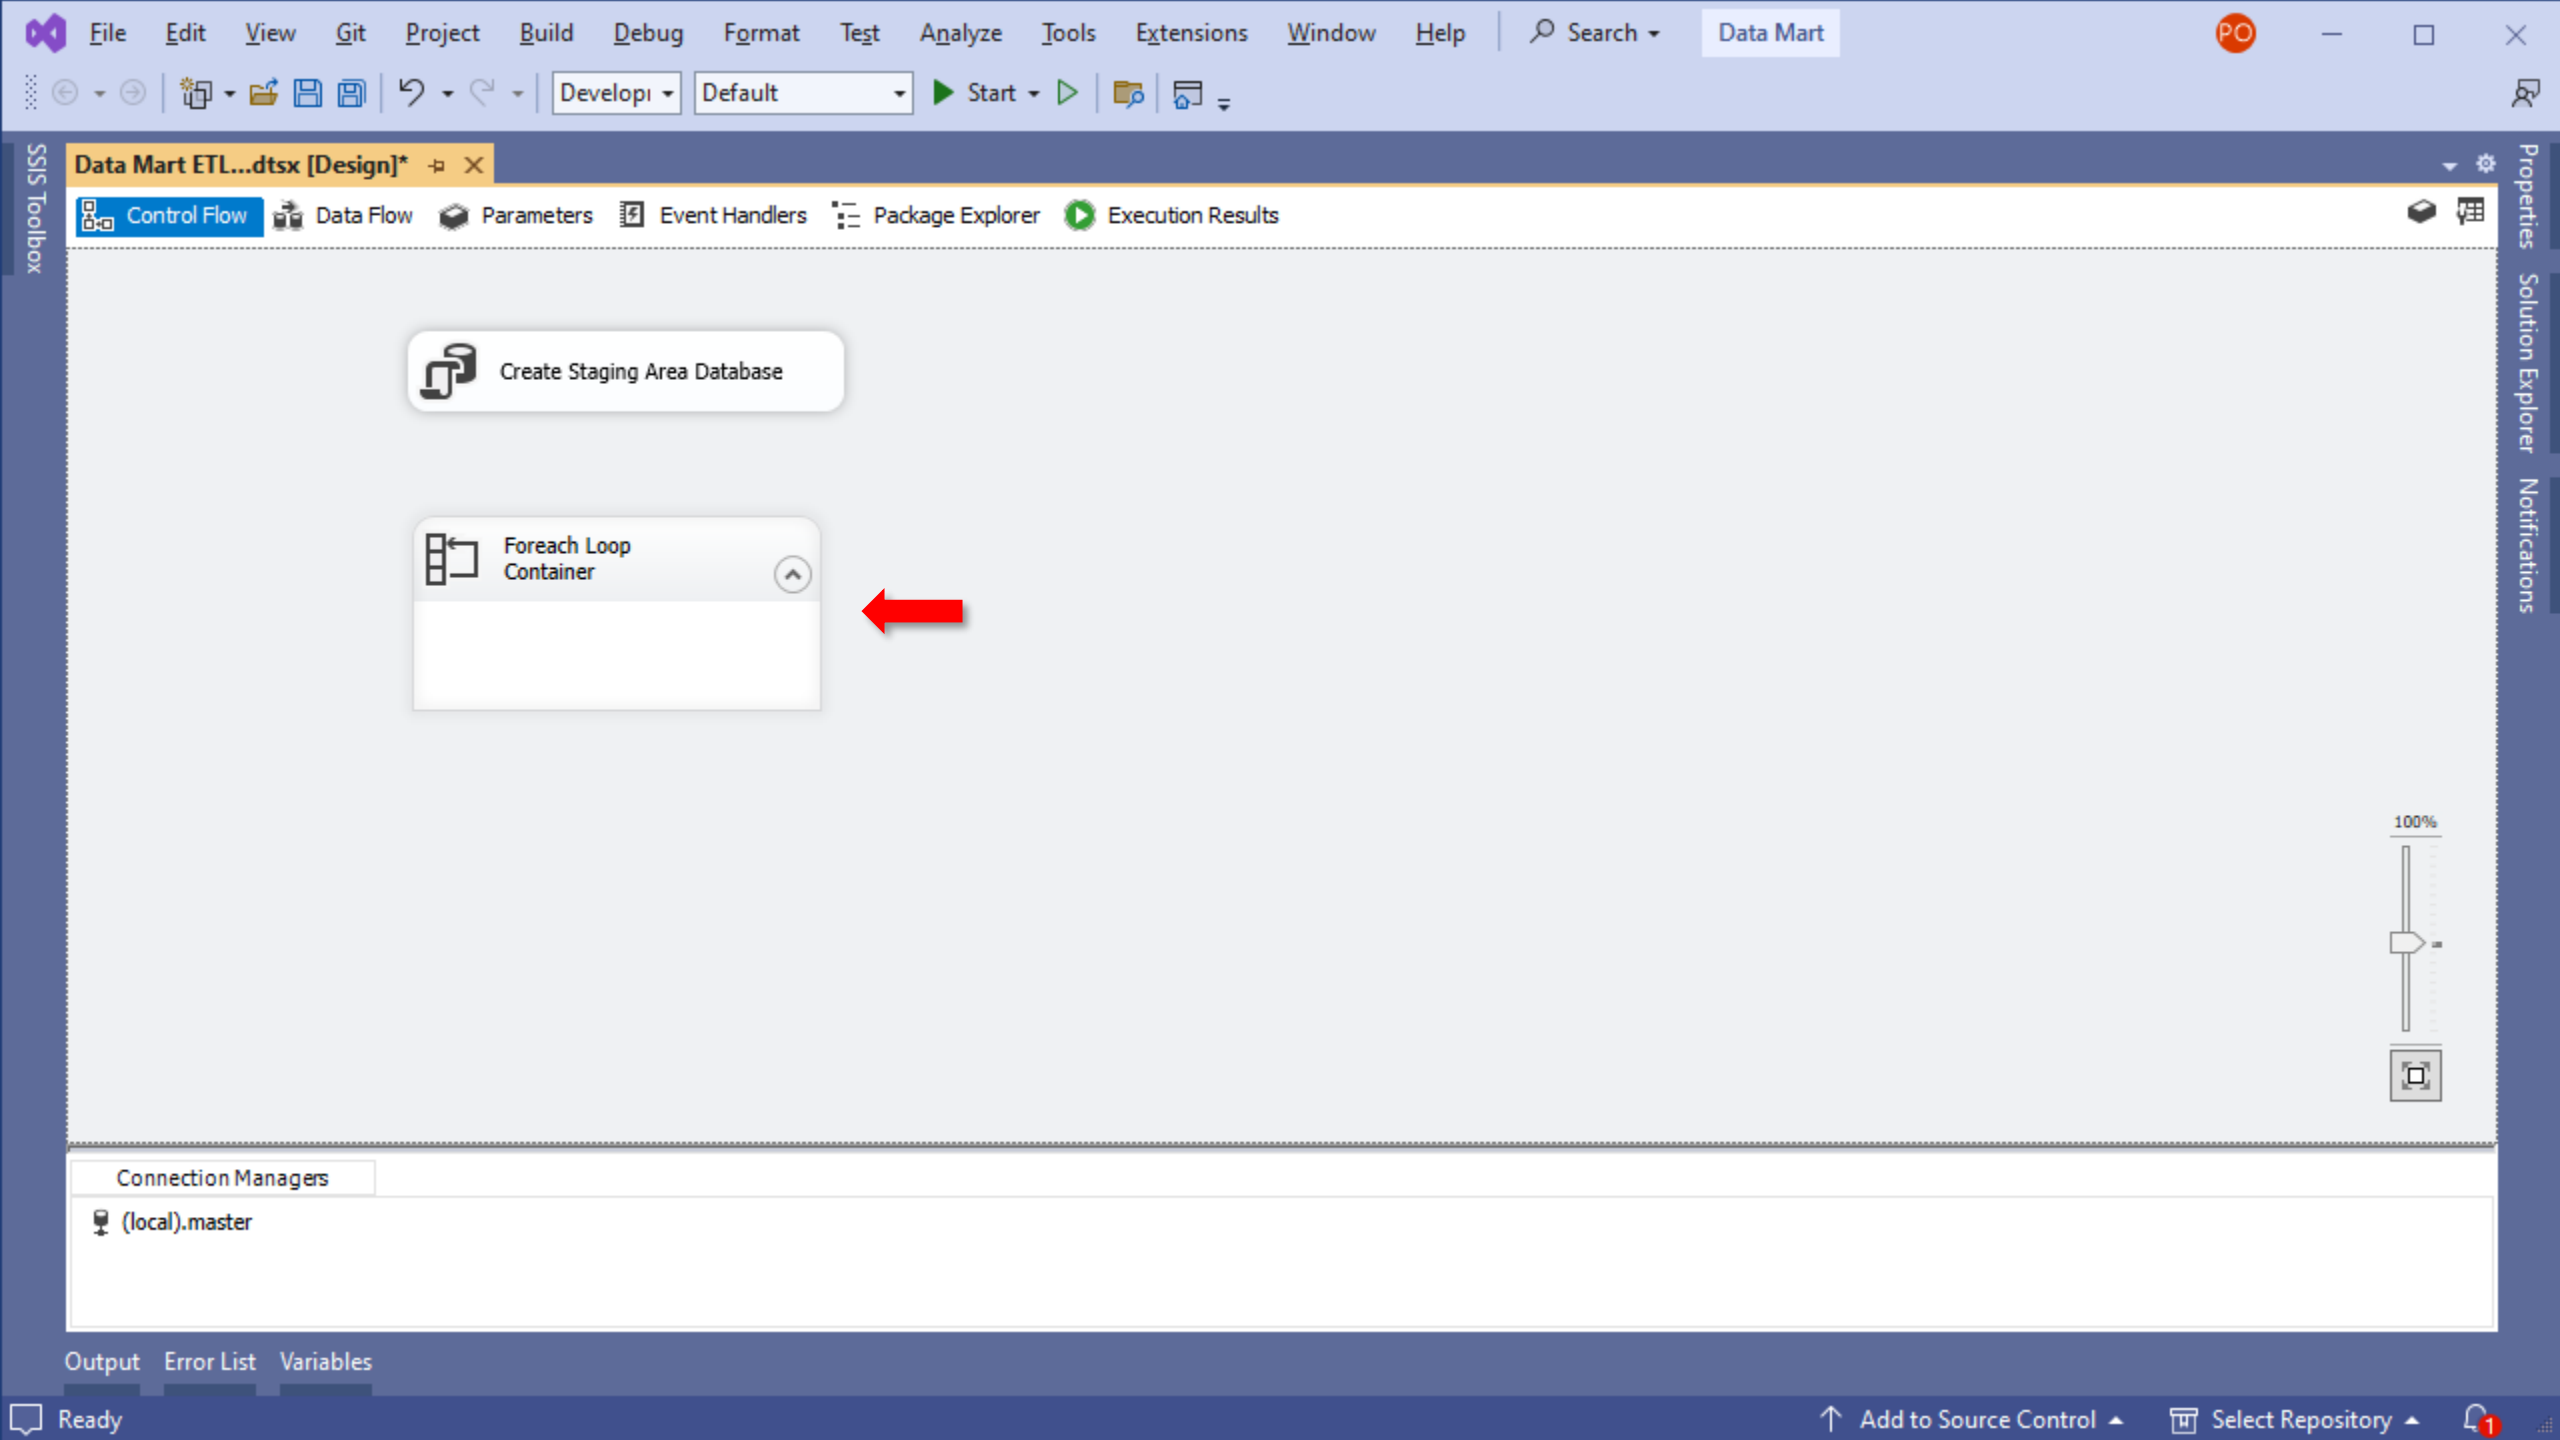 File Edit View Git Project Build Debug Format Test Analyze Tools Extensions Window Help Search Data Mart PO
Developı Default Start
SSIS Toolbox
Data Mart ETL...dtsx [Design]*
Control Flow Data Flow Parameters Event Handlers Package Explorer Execution Results
Properties
Solution Explorer
Notifications
Create Staging Area Database
Foreach Loop
Container
100%
Connection Managers
(local).master
Output Error List Variables
Ready Add to Source Control Select Repository 1